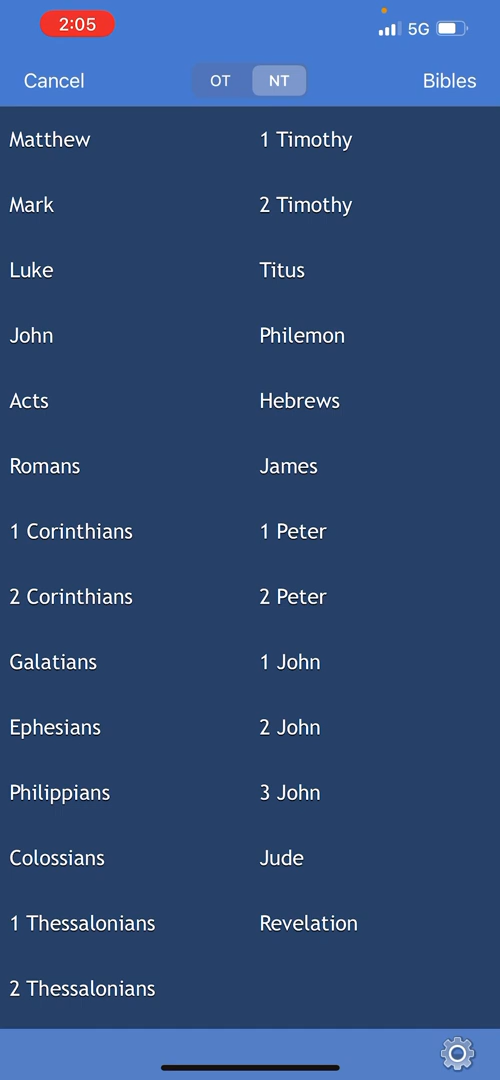 2:05
5G
Cancel
OT
NT
Bibles
Matthew
Mark
Luke
John
Acts
Romans
1 Corinthians
2 Corinthians
Galatians
Ephesians
Philippians
Colossians
1 Thessalonians
2 Thessalonians
1 Timothy
2 Timothy
Titus
Philemon
Hebrews
James
1 Peter
2 Peter
1 John
2 John
3 John
Jude
Revelation